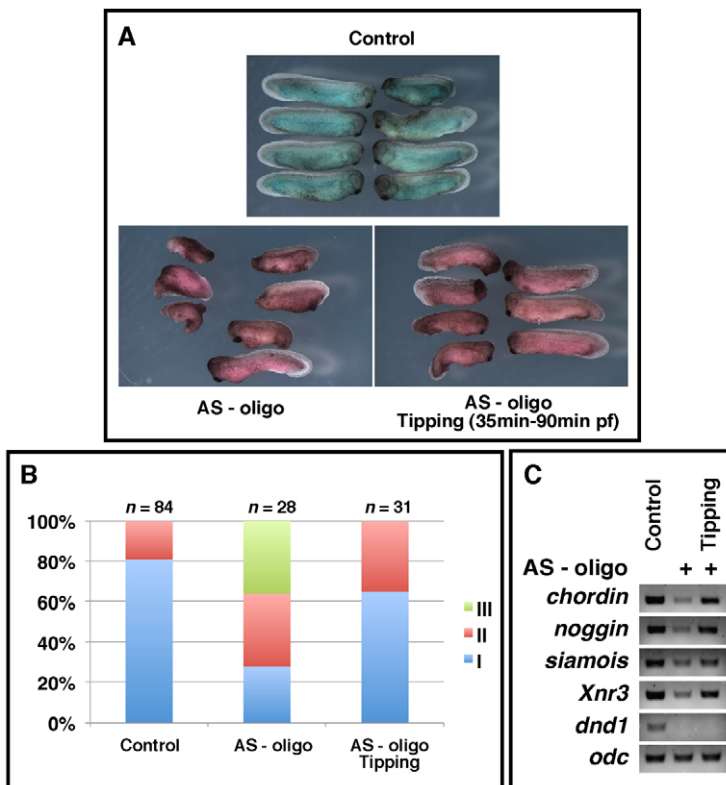 A
Control
AS - oligo
AS - oligo
Tipping (35min-90min pf)
B
n = 84
n = 28
n = 31
100%
80%
60%
40%
20%
0%
III
II
I
Control
AS - oligo
AS - oligo
Tipping
C
Control
Tipping
AS - oligo + +
chordin
noggin
siamois
Xnr3
dnd1
odc